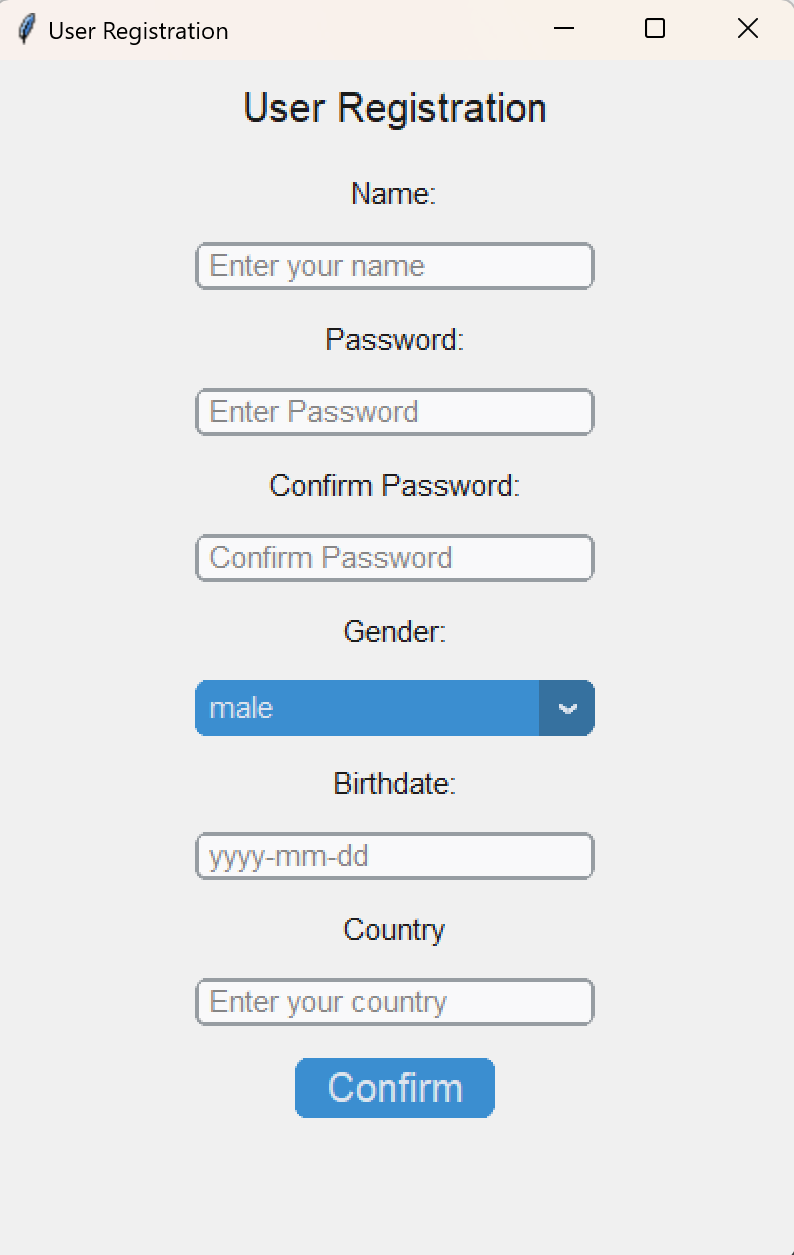 User Registration
User Registration
Name:
Enter your name
Password:
Enter Password
Confirm Password:
Confirm Password
Gender:
male
Birthdate:
yyyy-mm-dd
Country
Enter your country
Confirm